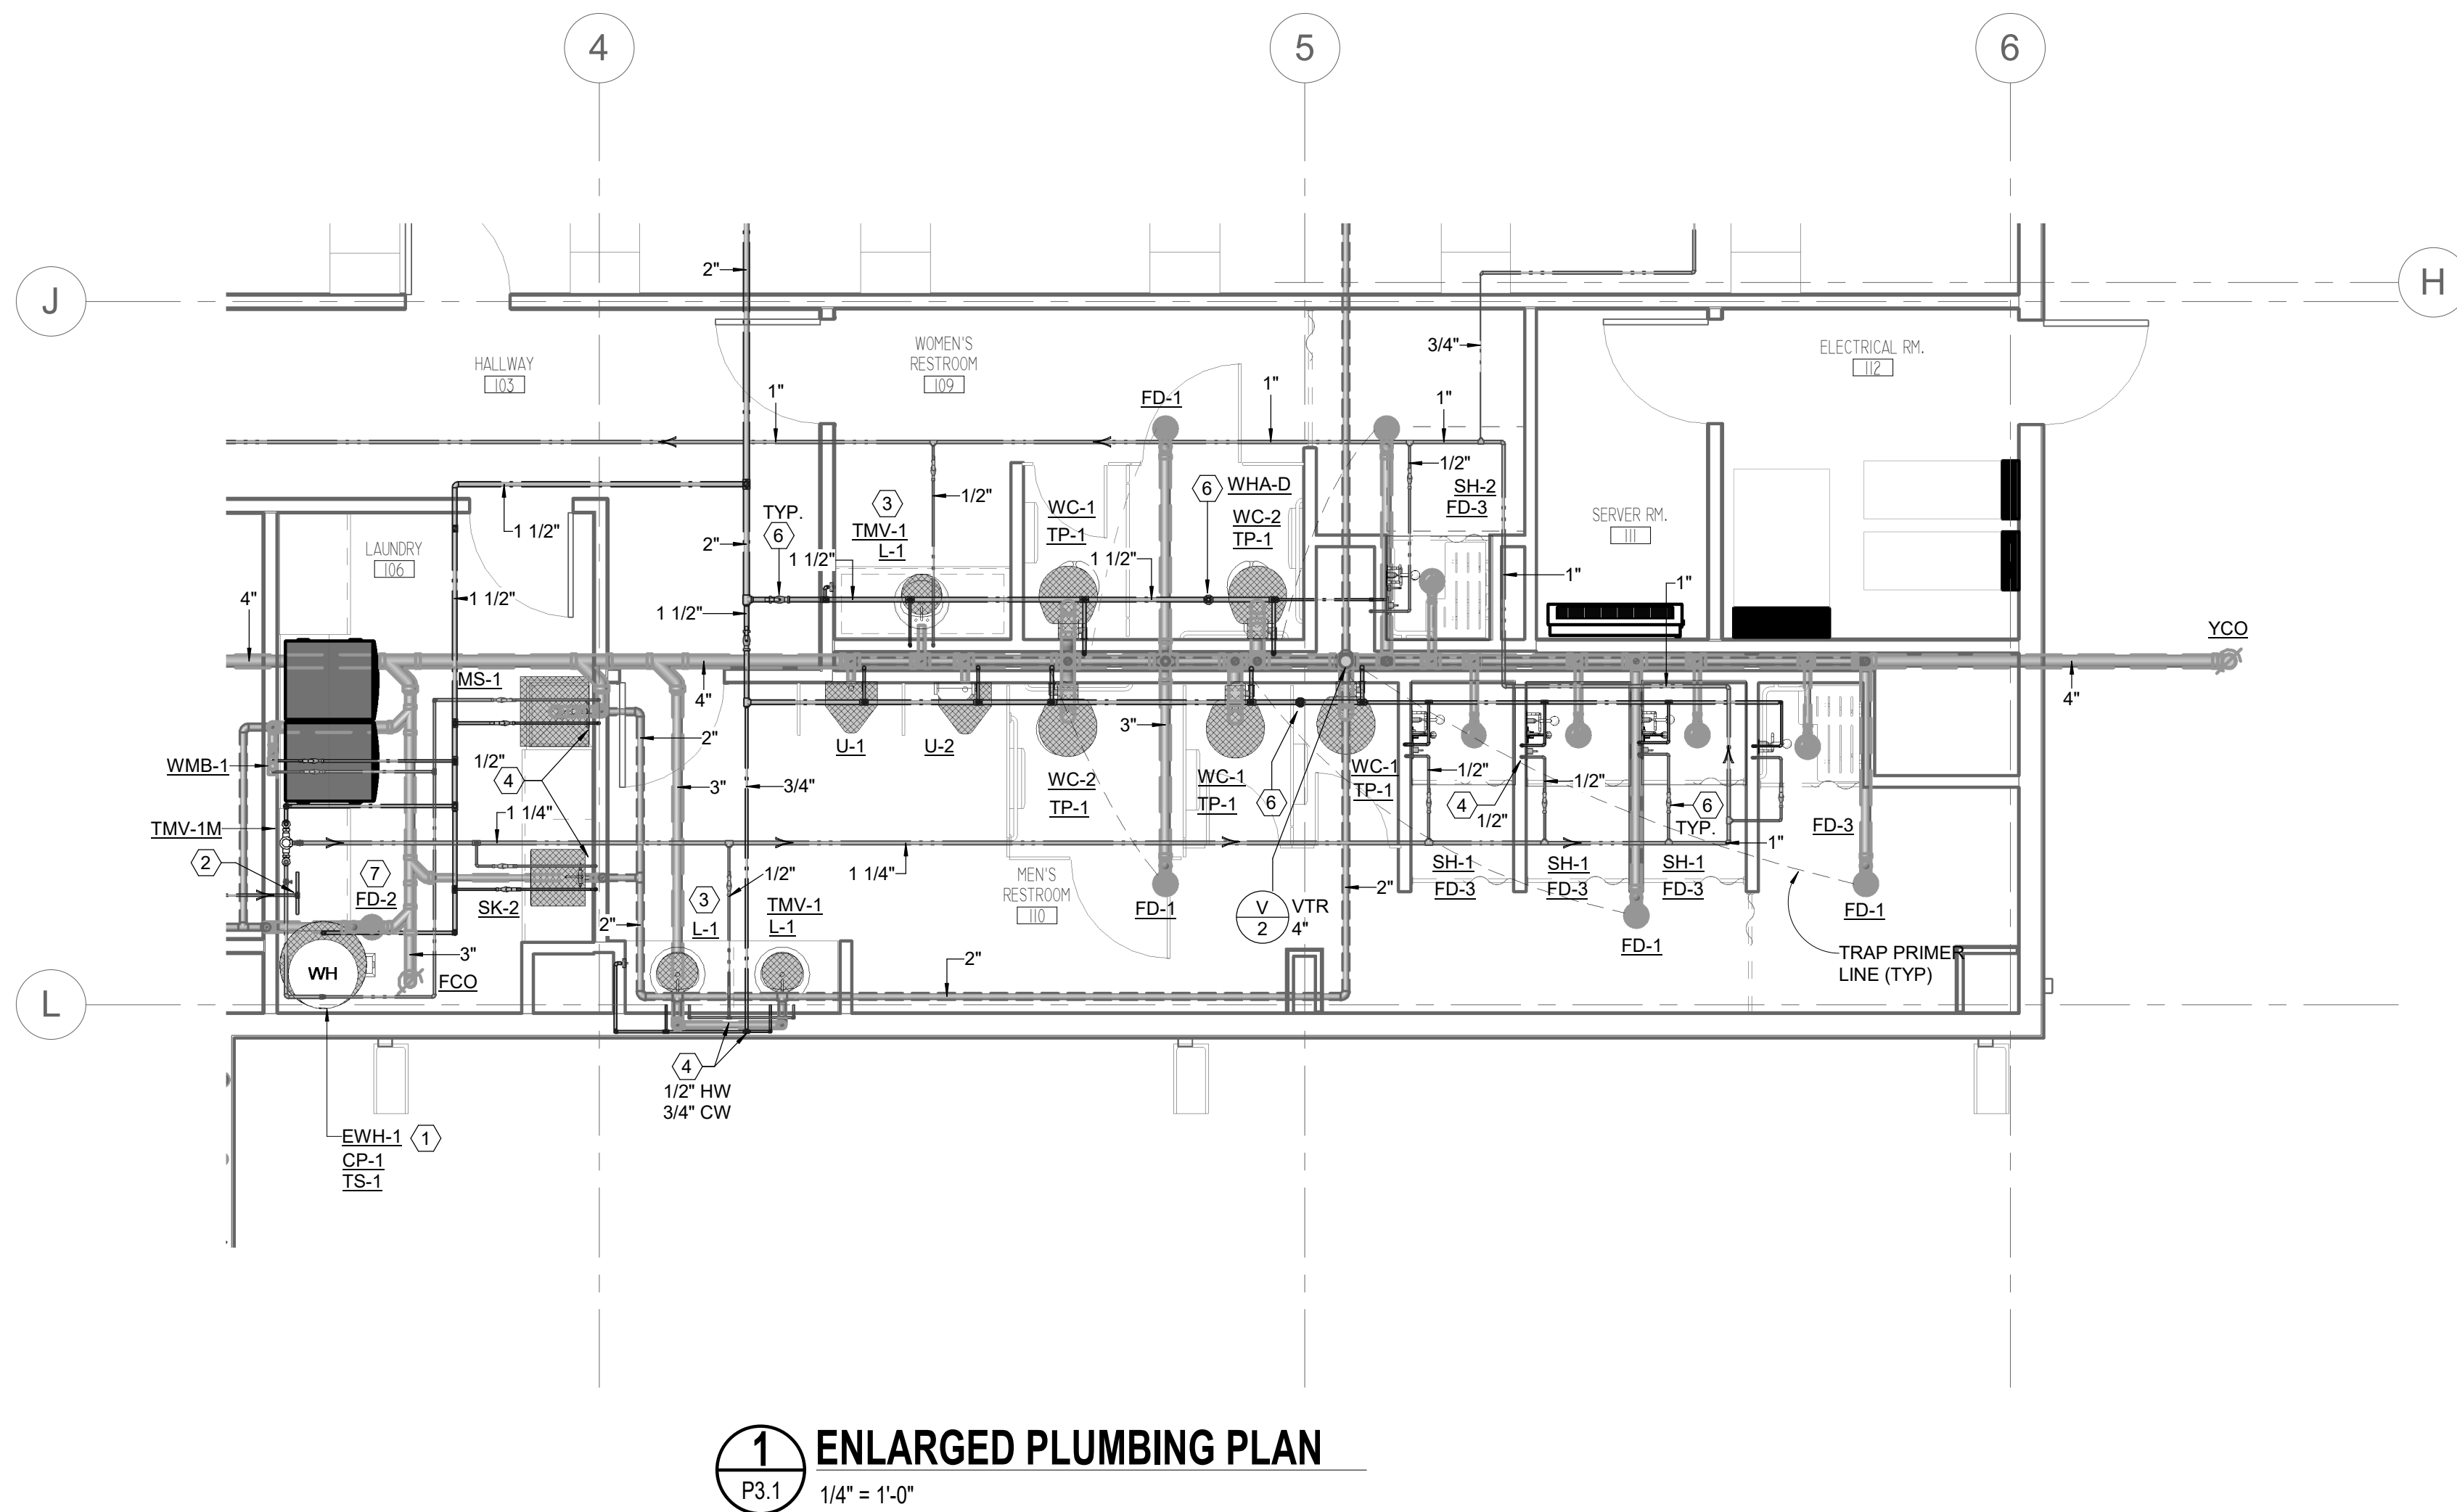 4
5
6
J
H
2"
WOMEN'S
RESTROOM
109
HALLWAY
103
3/4"
ELECTRICAL RM.
112
1"
FD-1
1"
1"
1/2"
SH-2
FD-3
6
WHA-D
WC-1
TP-1
WC-2
TP-1
3
TMV-1
L-1
1/2"
TYP.
6
1 1/2"
1 1/2"
SERVER RM.
111
2"
1 1/2"
LAUNDRY
106
1 1/2"
1 1/2"
4"
1"
1"
YCO
MS-1
4"
4"
2"
3"
U-1
U-2
WMB-1
1/2"
4
3"
3/4"
WC-2
TP-1
WC-1
TP-1
6
WC-1
TP-1
1/2"
4
1/2"
1/2"
6
TYP.
FD-3
1"
TMV-1M
1 1/4"
2
7
FD-2
SK-2
1/2"
1 1/4"
MEN'S
RESTROOM
110
SH-1
FD-3
SH-1
FD-3
SH-1
FD-3
2"
2"
3
L-1
TMV-1
L-1
FD-1
V
2
VTR
4"
FD-1
FD-1
TRAP PRIMER
LINE (TYP)
WH
3"
FCO
2"
L
4
1/2" HW
3/4" CW
EWH-1
1
CP-1
TS-1
1
P3.1
ENLARGED PLUMBING PLAN
1/4" = 1'-0"